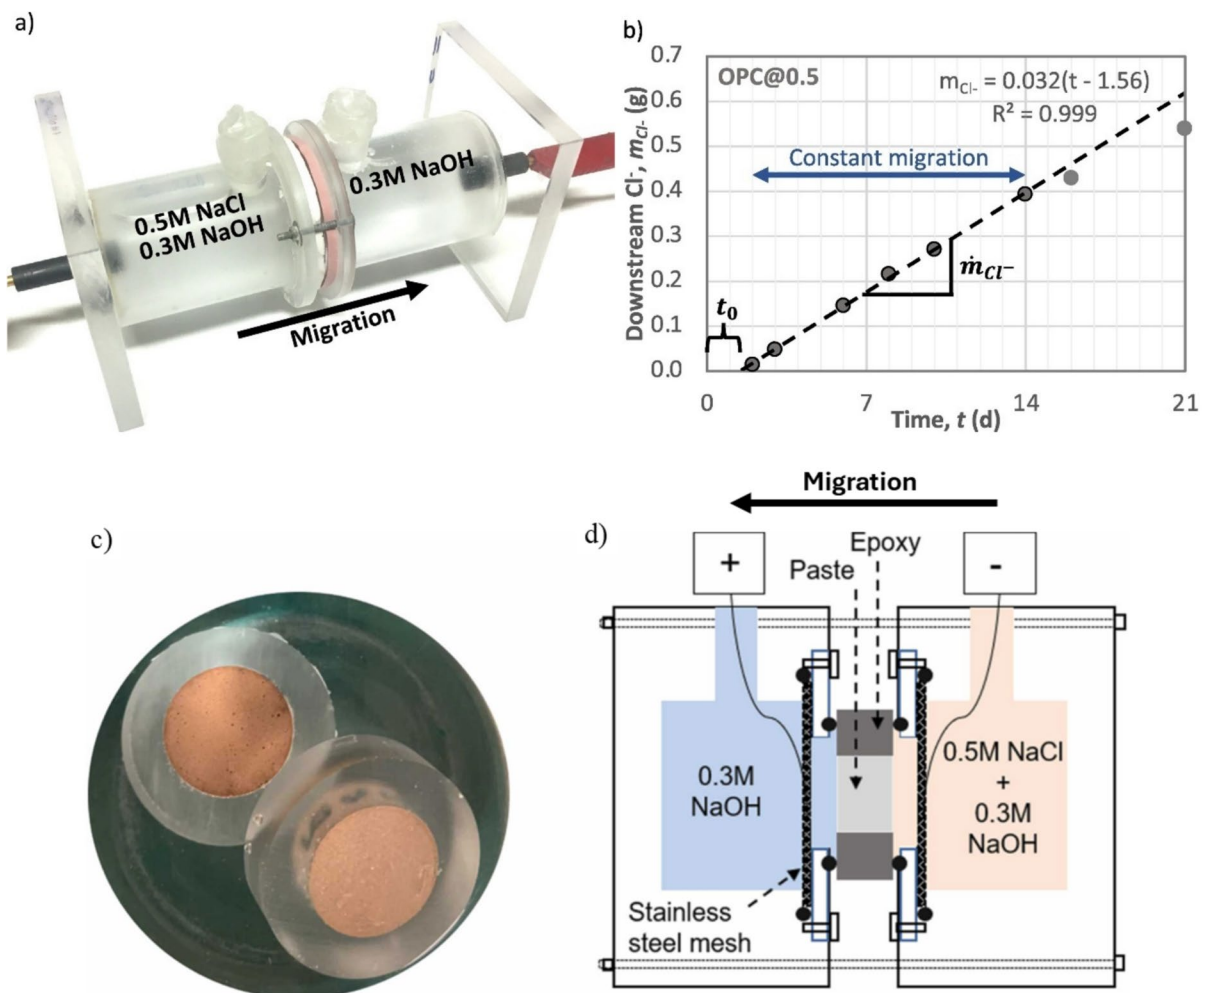 a)
0.5M NaCl
0.3M NaOH
0.3M NaOH
Migration
b)
0.7
0.6
0.5
0.4
0.3
0.2
0.1
0.0
Downstream Cl⁻, m_Cl⁻ (g)
OPC@0.5
m_Cl- = 0.032(t - 1.56)
R² = 0.999
Constant migration
ṁ_Cl⁻
t₀
0
7
14
21
Time, t (d)
c)
d)
Migration
+
-
Paste
Epoxy
0.3M
NaOH
0.5M NaCl
+
0.3M
NaOH
Stainless
steel mesh